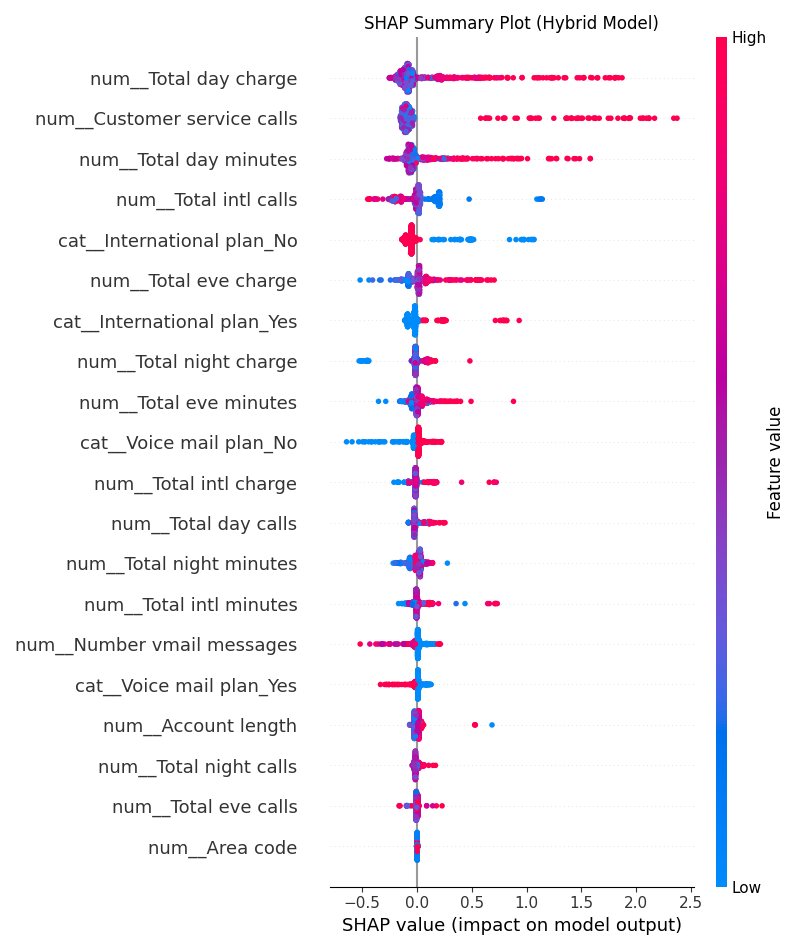 SHAP Summary Plot (Hybrid Model)
High
num__Total day charge
num__Customer service calls
num__Total day minutes
num__Total intl calls
cat__International plan_No
num__Total eve charge
cat__International plan_Yes
num__Total night charge
num__Total eve minutes
cat__Voice mail plan_No
num__Total intl charge
num__Total day calls
num__Total night minutes
num__Total intl minutes
num__Number vmail messages
cat__Voice mail plan_Yes
num__Account length
num__Total night calls
num__Total eve calls
num__Area code
Feature value
Low
−0.5 0.0 0.5 1.0 1.5 2.0 2.5
SHAP value (impact on model output)